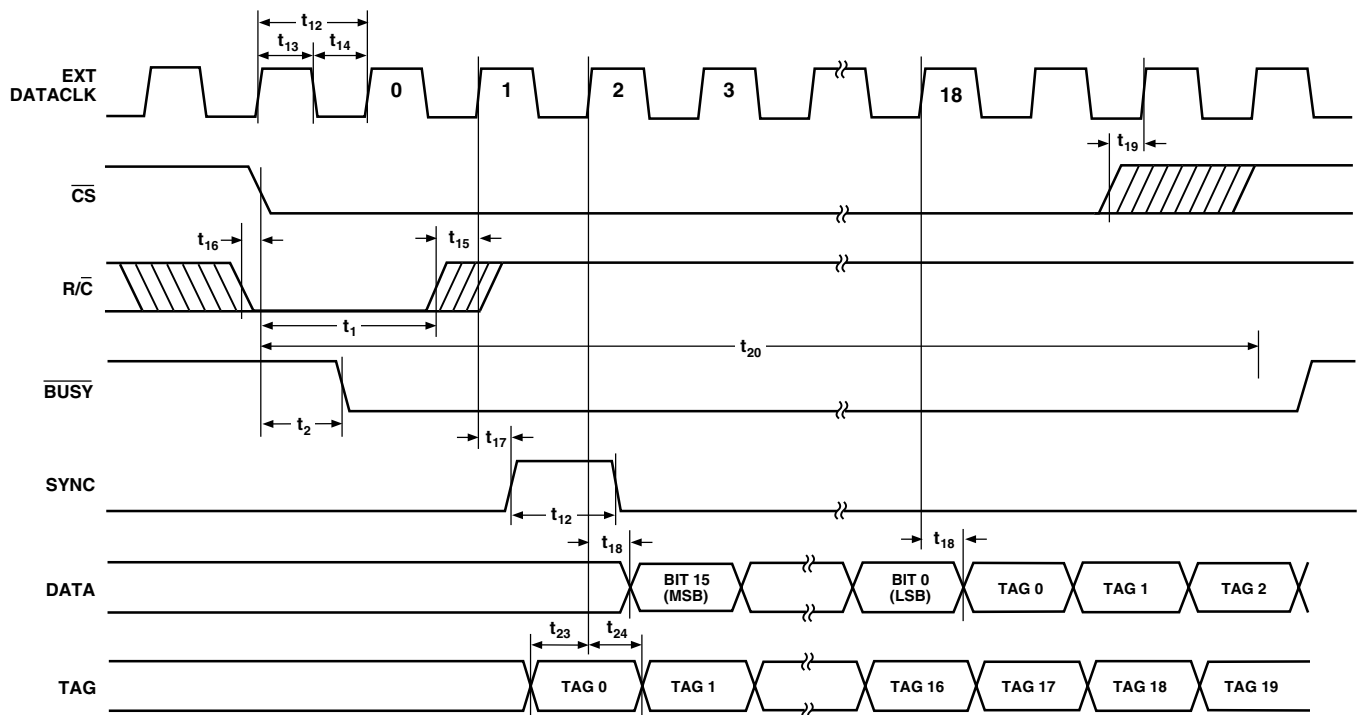 t12
t13 t14
EXT
DATACLK
0 1 2 3 18
t19
CS
t16 t15
R/C
t1
t20
BUSY
t2
t17
SYNC
t12
t18 t18
DATA
BIT 15
(MSB)
BIT 0
(LSB)
TAG 0 TAG 1 TAG 2
t23 t24
TAG
TAG 0 TAG 1 TAG 16 TAG 17 TAG 18 TAG 19